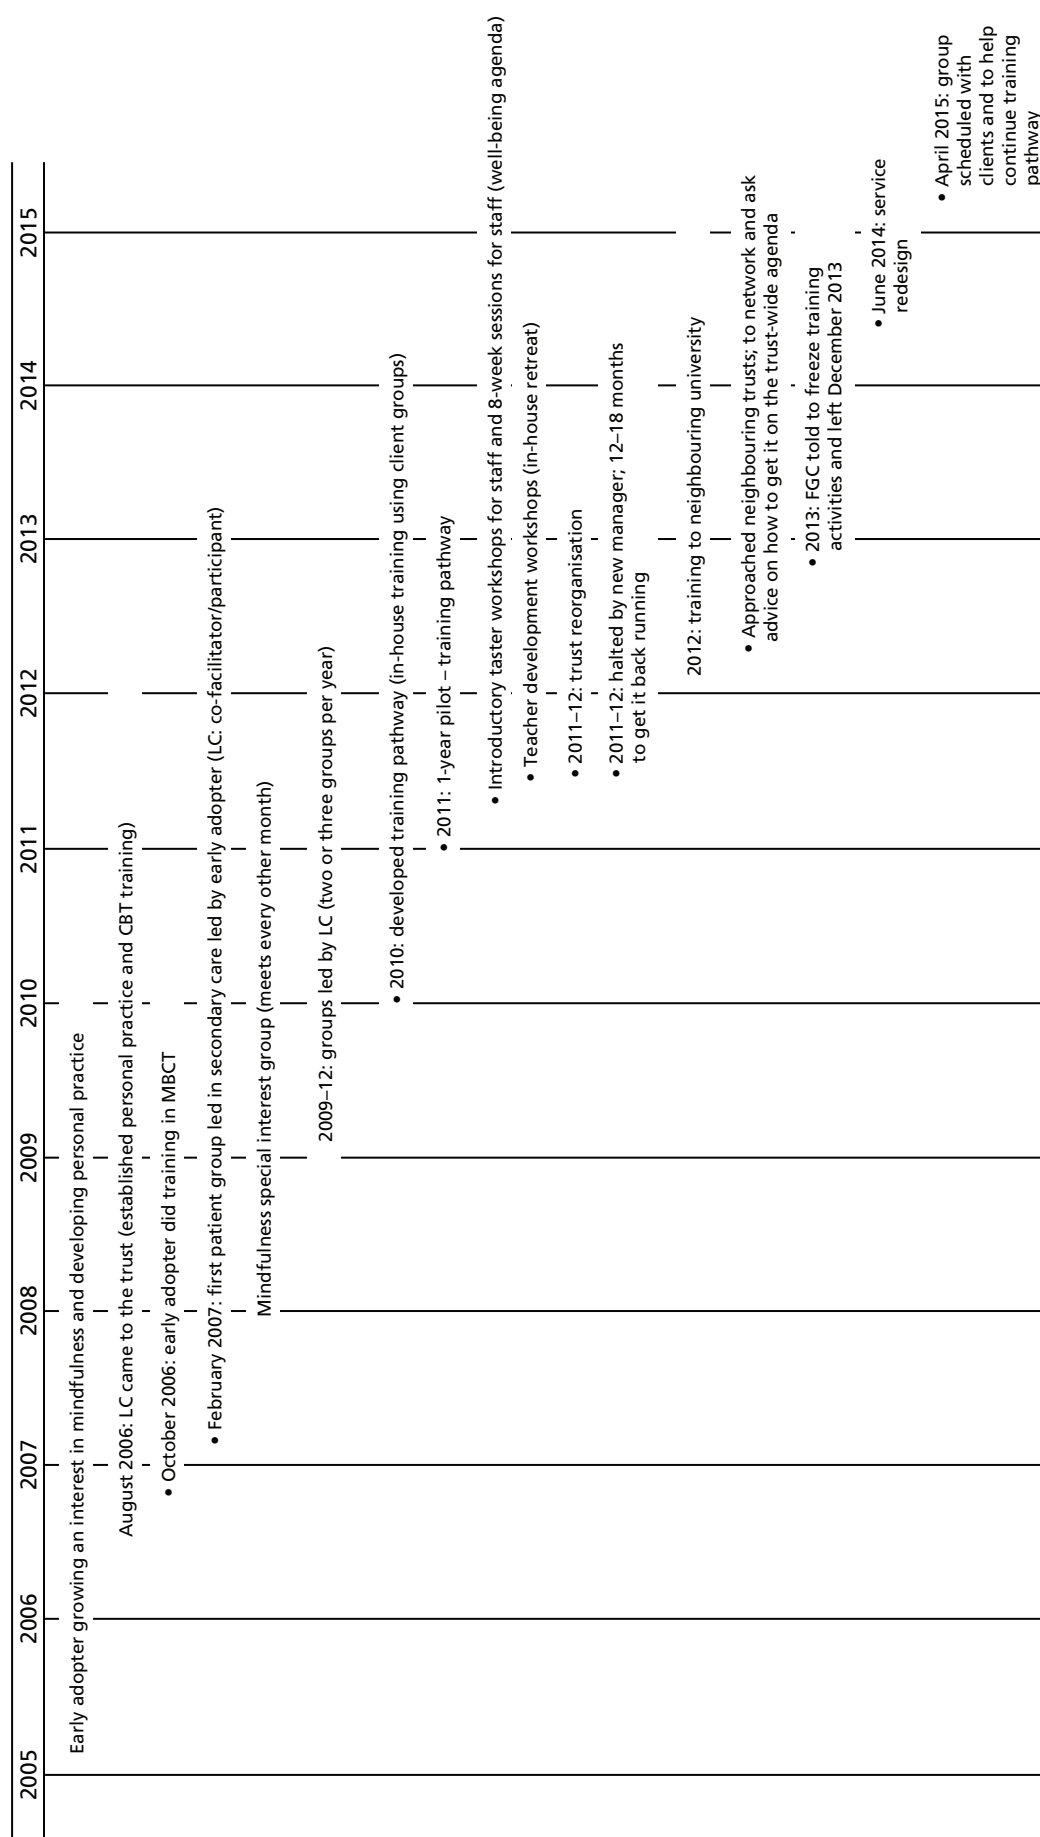 2005
2006
2007
2008
2009
2010
2011
2012
2013
2014
2015
Early adopter growing an interest in mindfulness and developing personal practice
August 2006: LC came to the trust (established personal practice and CBT training)
• October 2006: early adopter did training in MBCT
• February 2007: first patient group led in secondary care led by early adopter (LC: co-facilitator/participant)
Mindfulness special interest group (meets every other month)
2009–12: groups led by LC (two or three groups per year)
• 2010: developed training pathway (in-house training using client groups)
• 2011: 1-year pilot – training pathway
• Introductory taster workshops for staff and 8-week sessions for staff (well-being agenda)
• Teacher development workshops (in-house retreat)
• 2011–12: trust reorganisation
• 2011–12: halted by new manager; 12–18 months
to get it back running
2012: training to neighbouring university
• Approached neighbouring trusts; to network and ask
advice on how to get it on the trust-wide agenda
• 2013: FGC told to freeze training
activities and left December 2013
• June 2014: service
redesign
• April 2015: group
scheduled with
clients and to help
continue training
pathway